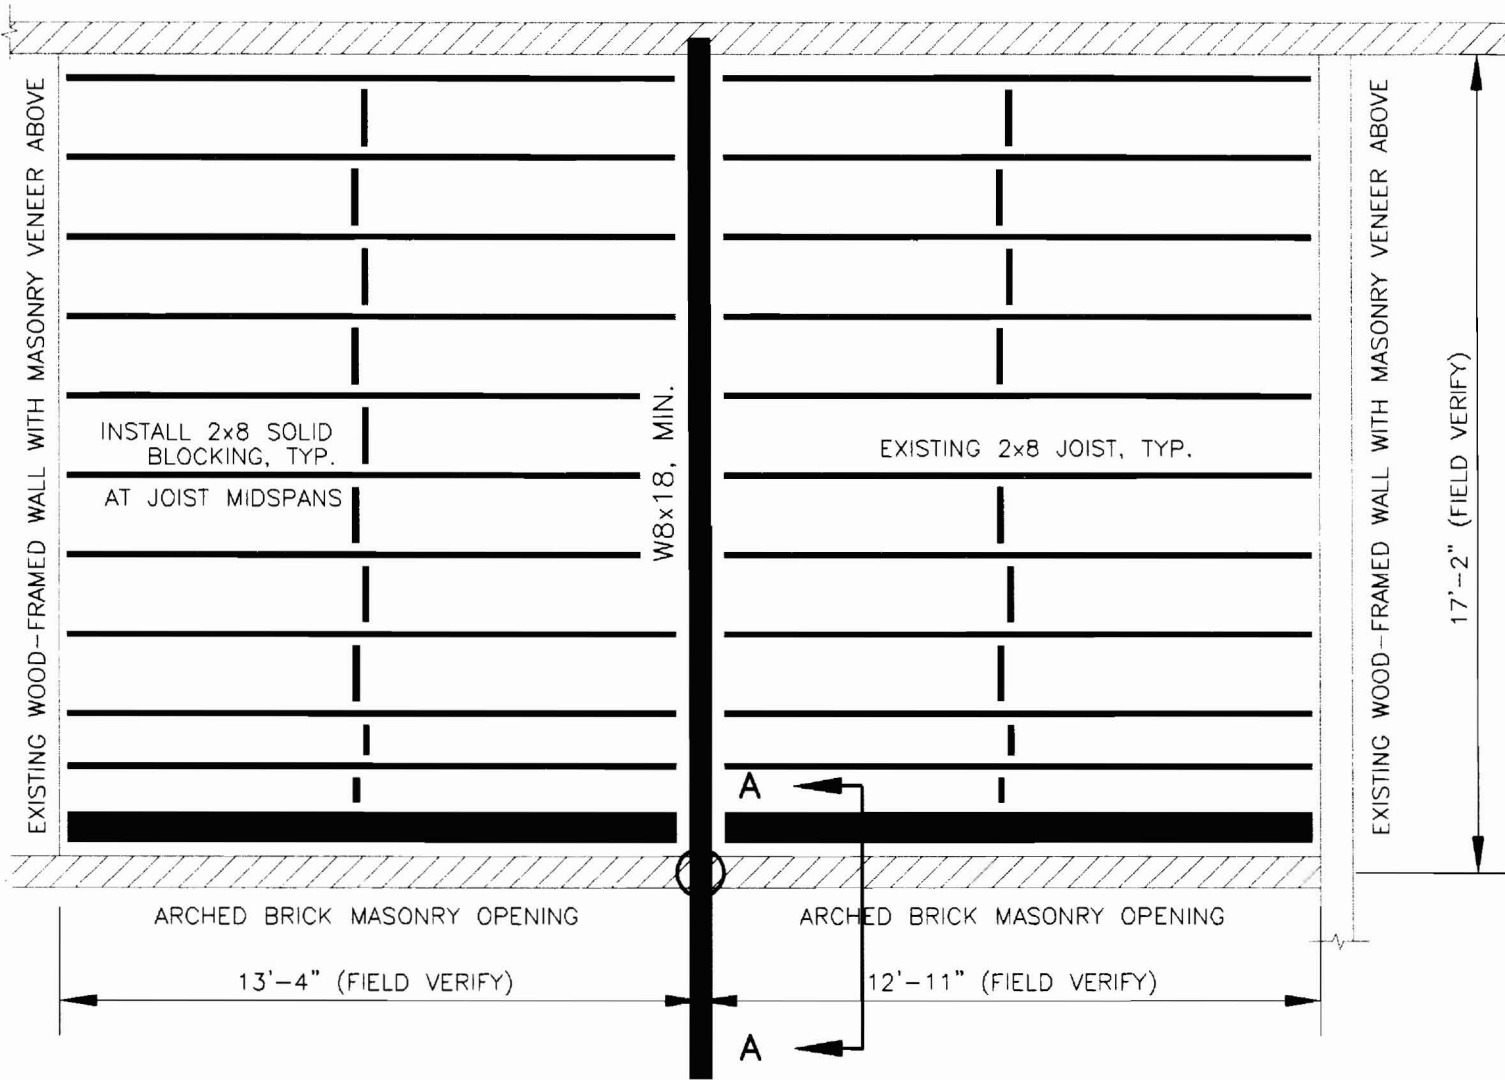 EXISTING WOOD-FRAMED WALL WITH MASONRY VENEER ABOVE
INSTALL 2x8 SOLID
BLOCKING, TYP.
AT JOIST MIDSPANS
W8x18, MIN.
EXISTING 2x8 JOIST, TYP.
EXISTING WOOD-FRAMED WALL WITH MASONRY VENEER ABOVE
17'-2" (FIELD VERIFY)
A
ARCHED BRICK MASONRY OPENING
ARCHED BRICK MASONRY OPENING
13'-4" (FIELD VERIFY)
12'-11" (FIELD VERIFY)
A